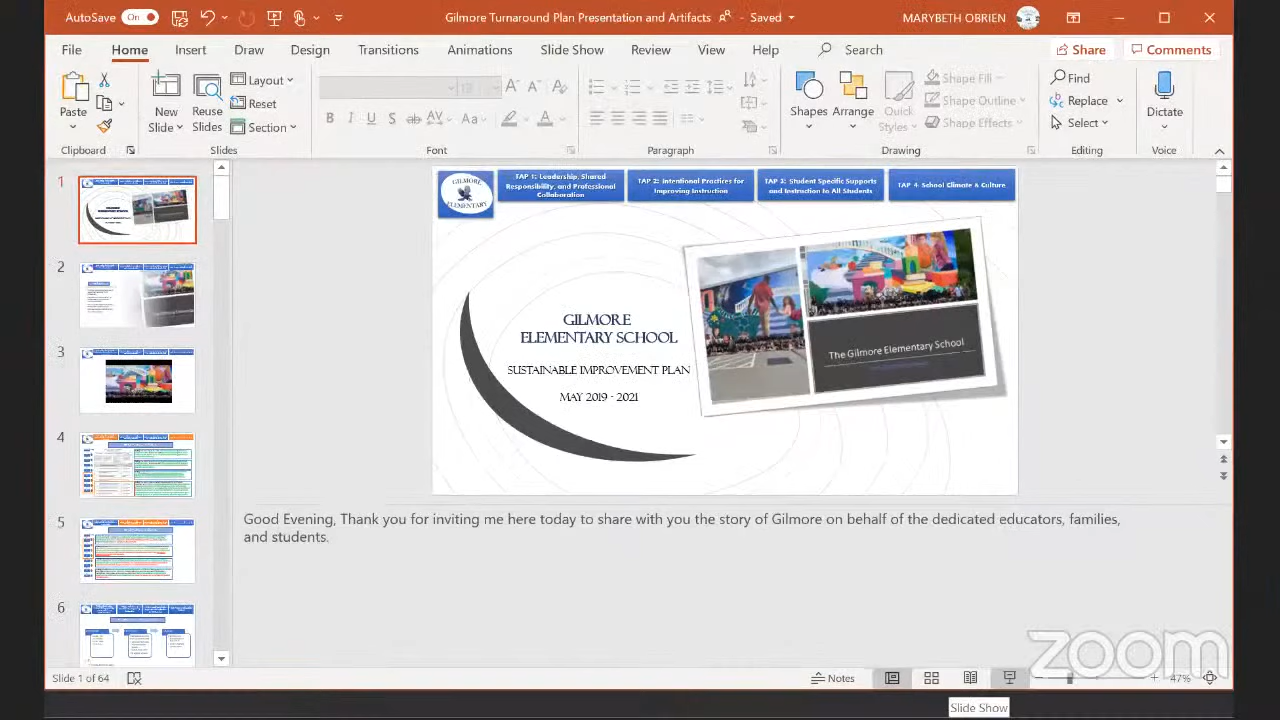 AutoSave On
Gilmore Turnaround Plan Presentation and Artifacts - Saved
MARYBETH OBRIEN
File Home Insert Draw Design Transitions Animations Slide Show Review View Help Search
Share Comments
Paste
Clipboard
New Slide
Reuse Slides
Layout
Reset
Section
Slides
Font
Paragraph
Shapes
Arrange
Quick Styles
Shape Fill
Shape Outline
Shape Effects
Drawing
Find
Replace
Select
Editing
Dictate
Voice
1
2
3
4
5
6
GILMORE
ELEMENTARY
TAP 1: Leadership, Shared
Responsibility, and Professional
Collaboration
TAP 2: Intentional Practices for
Improving Instruction
TAP 3: Student Specific Supports
and Instruction to All Students
TAP 4: School Climate & Culture
GILMORE
ELEMENTARY SCHOOL
SUSTAINABLE IMPROVEMENT PLAN
MAY 2019 - 2021
The Gilmore Elementary School
Good Evening, Thank you for inviting me here today to share with you the story of Gilmore on behalf of the dedicated educators, families,
and students.
zoom
Slide 1 of 64
Notes
47%
Slide Show